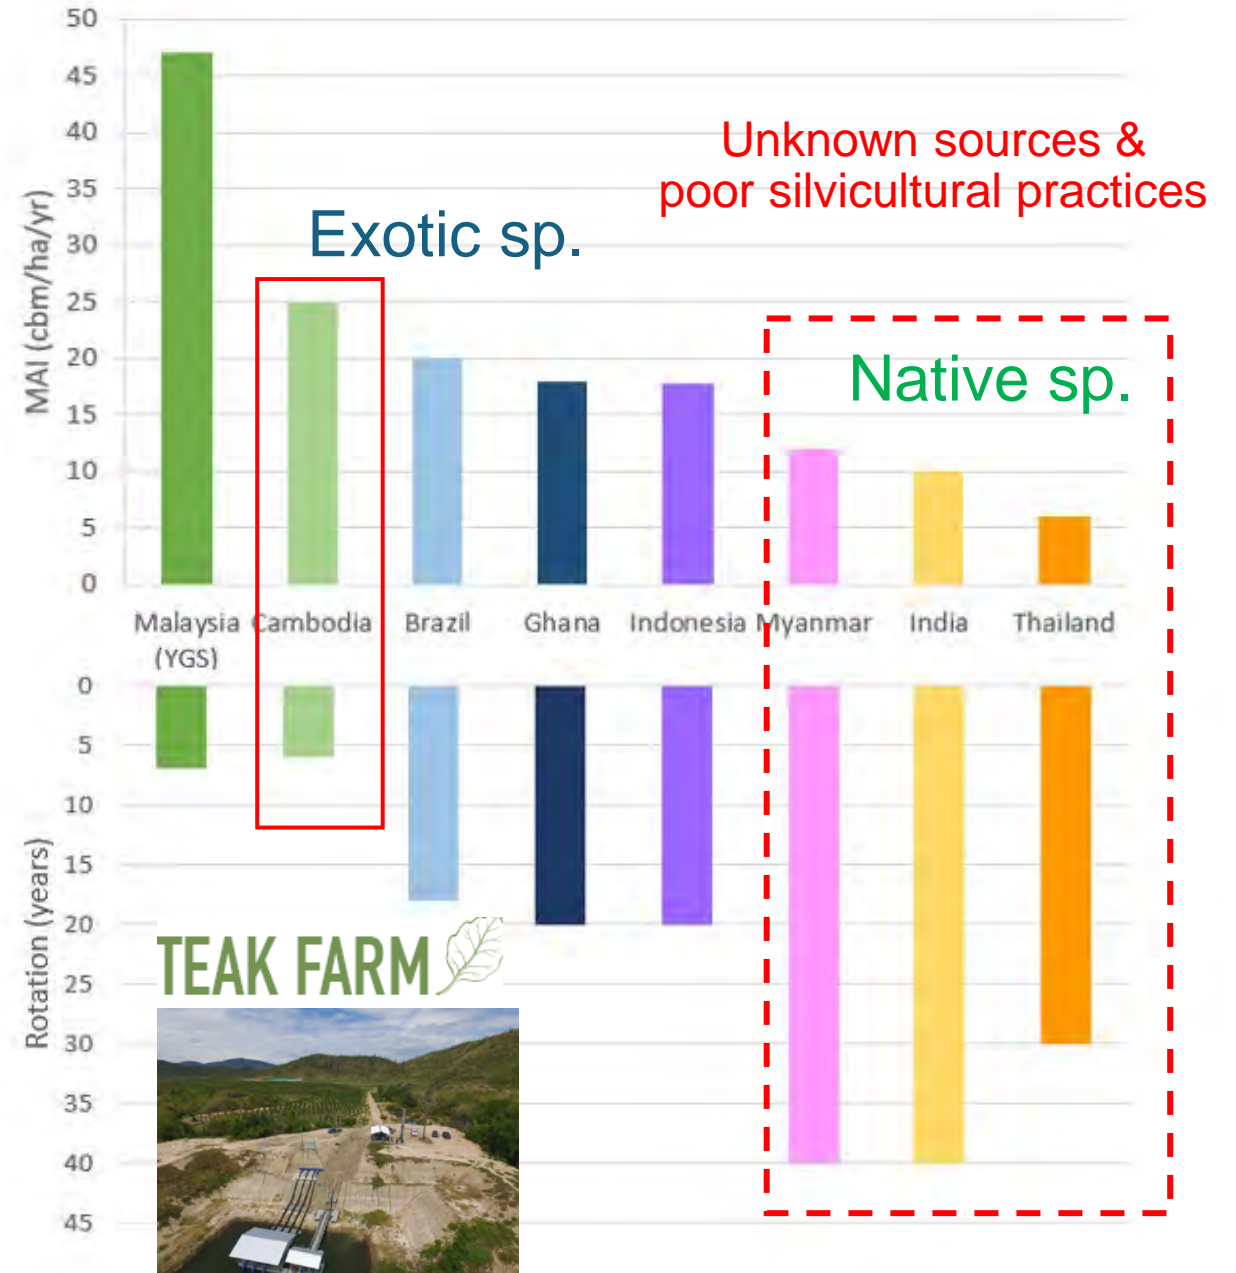 50
45
40
35
30
25
20
15
10
5
0
MAI (cbm/ha/yr)
Unknown sources &
poor silvicultural practices
Exotic sp.
Native sp.
Malaysia
(YGS)
Cambodia
Brazil
Ghana
Indonesia
Myanmar
India
Thailand
0
5
10
15
20
25
30
35
40
45
Rotation (years)
TEAK FARM